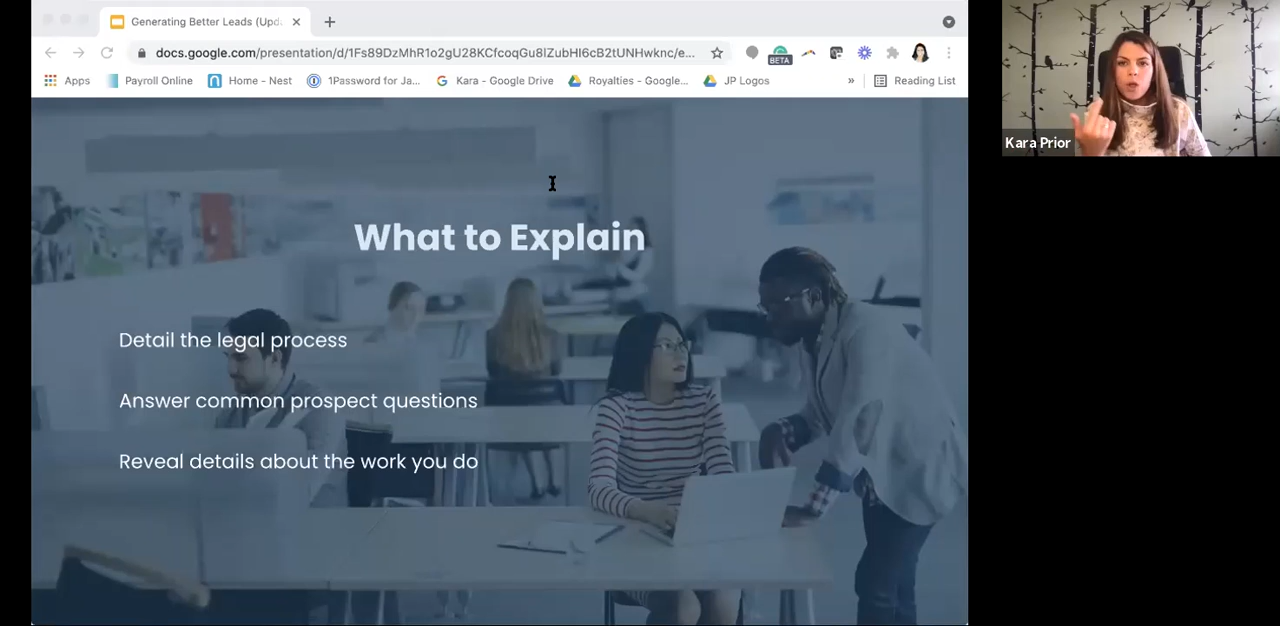 Generating Better Leads (Upda
docs.google.com/presentation/d/1Fs89DzMhR1o2gU28KCfcoqGu8lZubHl6cB2tUNHwknc/e...
BETA
Apps
Payroll Online
Home - Nest
1Password for Ja...
Kara - Google Drive
Royalties - Google...
JP Logos
»
Reading List
Kara Prior
What to Explain
Detail the legal process
Answer common prospect questions
Reveal details about the work you do